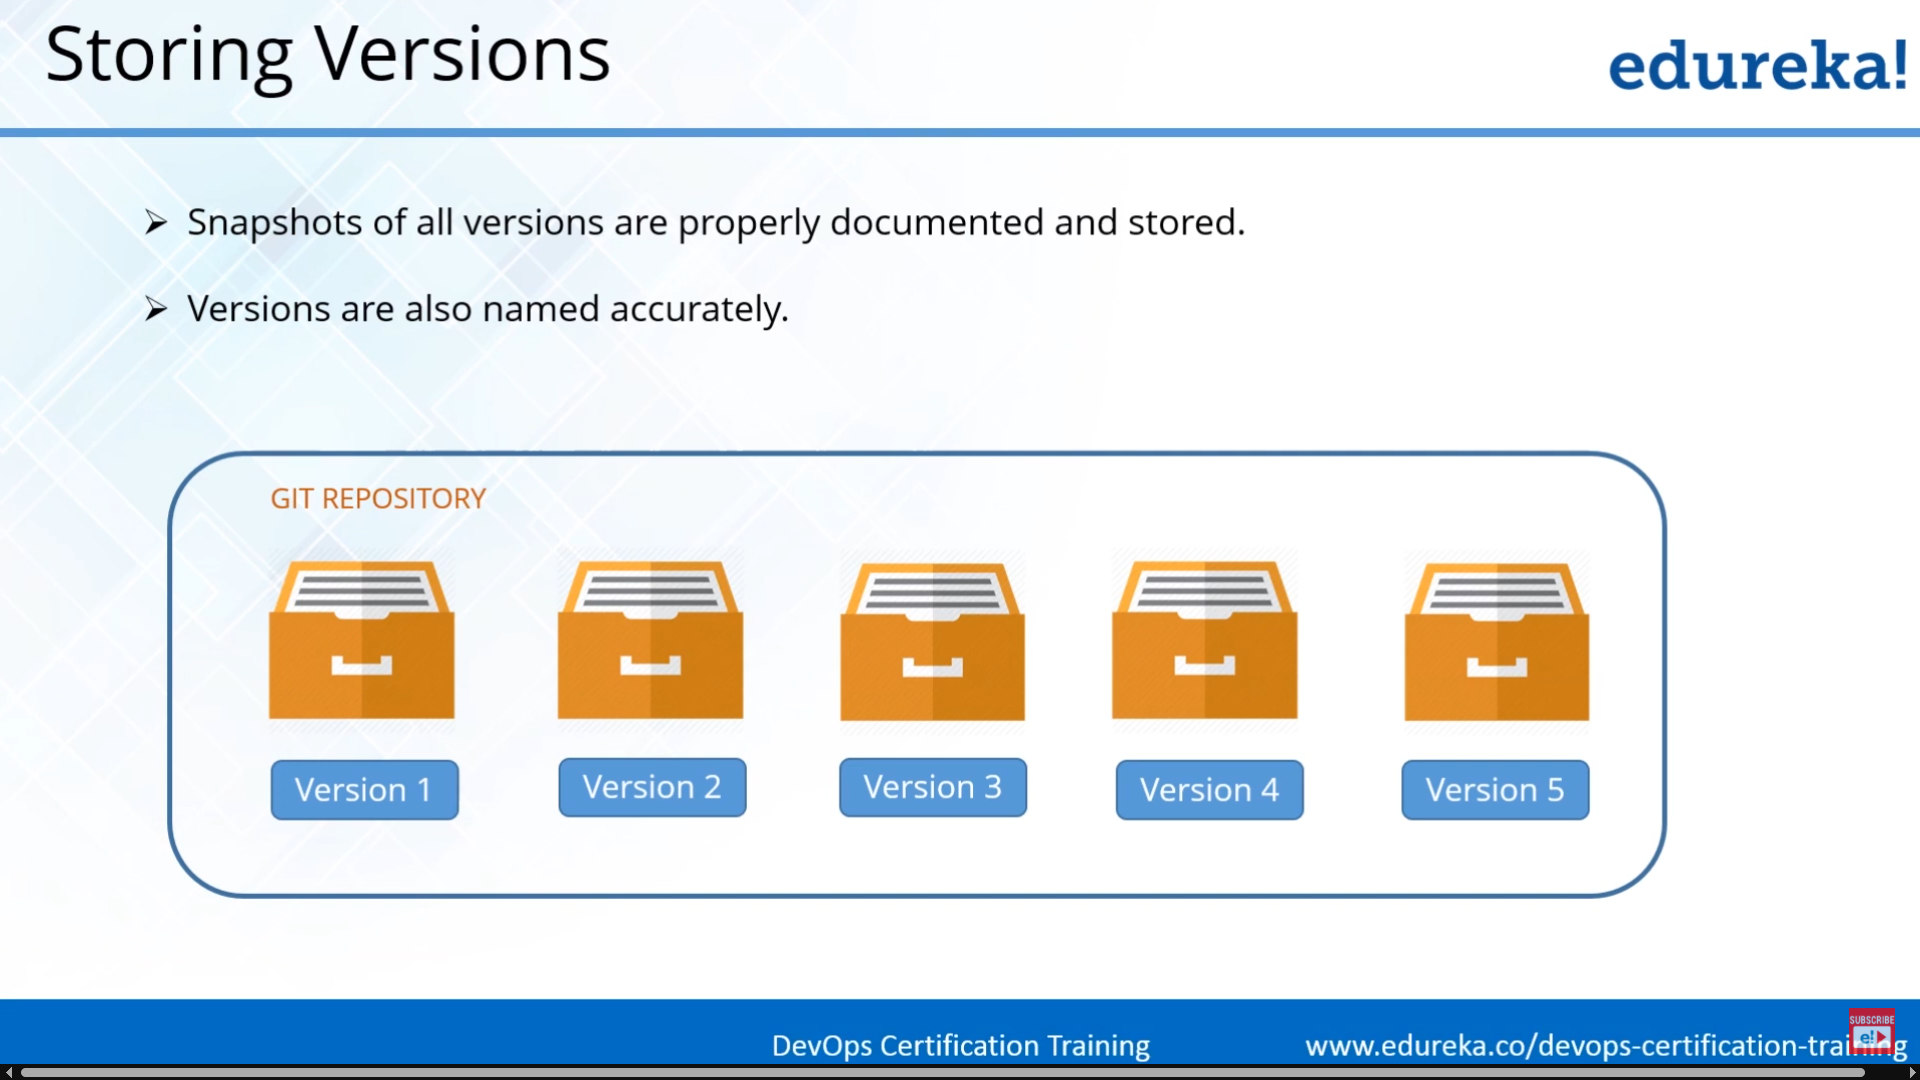 Storing Versions
edureka!
Snapshots of all versions are properly documented and stored.
Versions are also named accurately.
GIT REPOSITORY
Version 1
Version 2
Version 3
Version 4
Version 5
DevOps Certification Training
www.edureka.co/devops-certification-training
SUBSCRIBE
e!